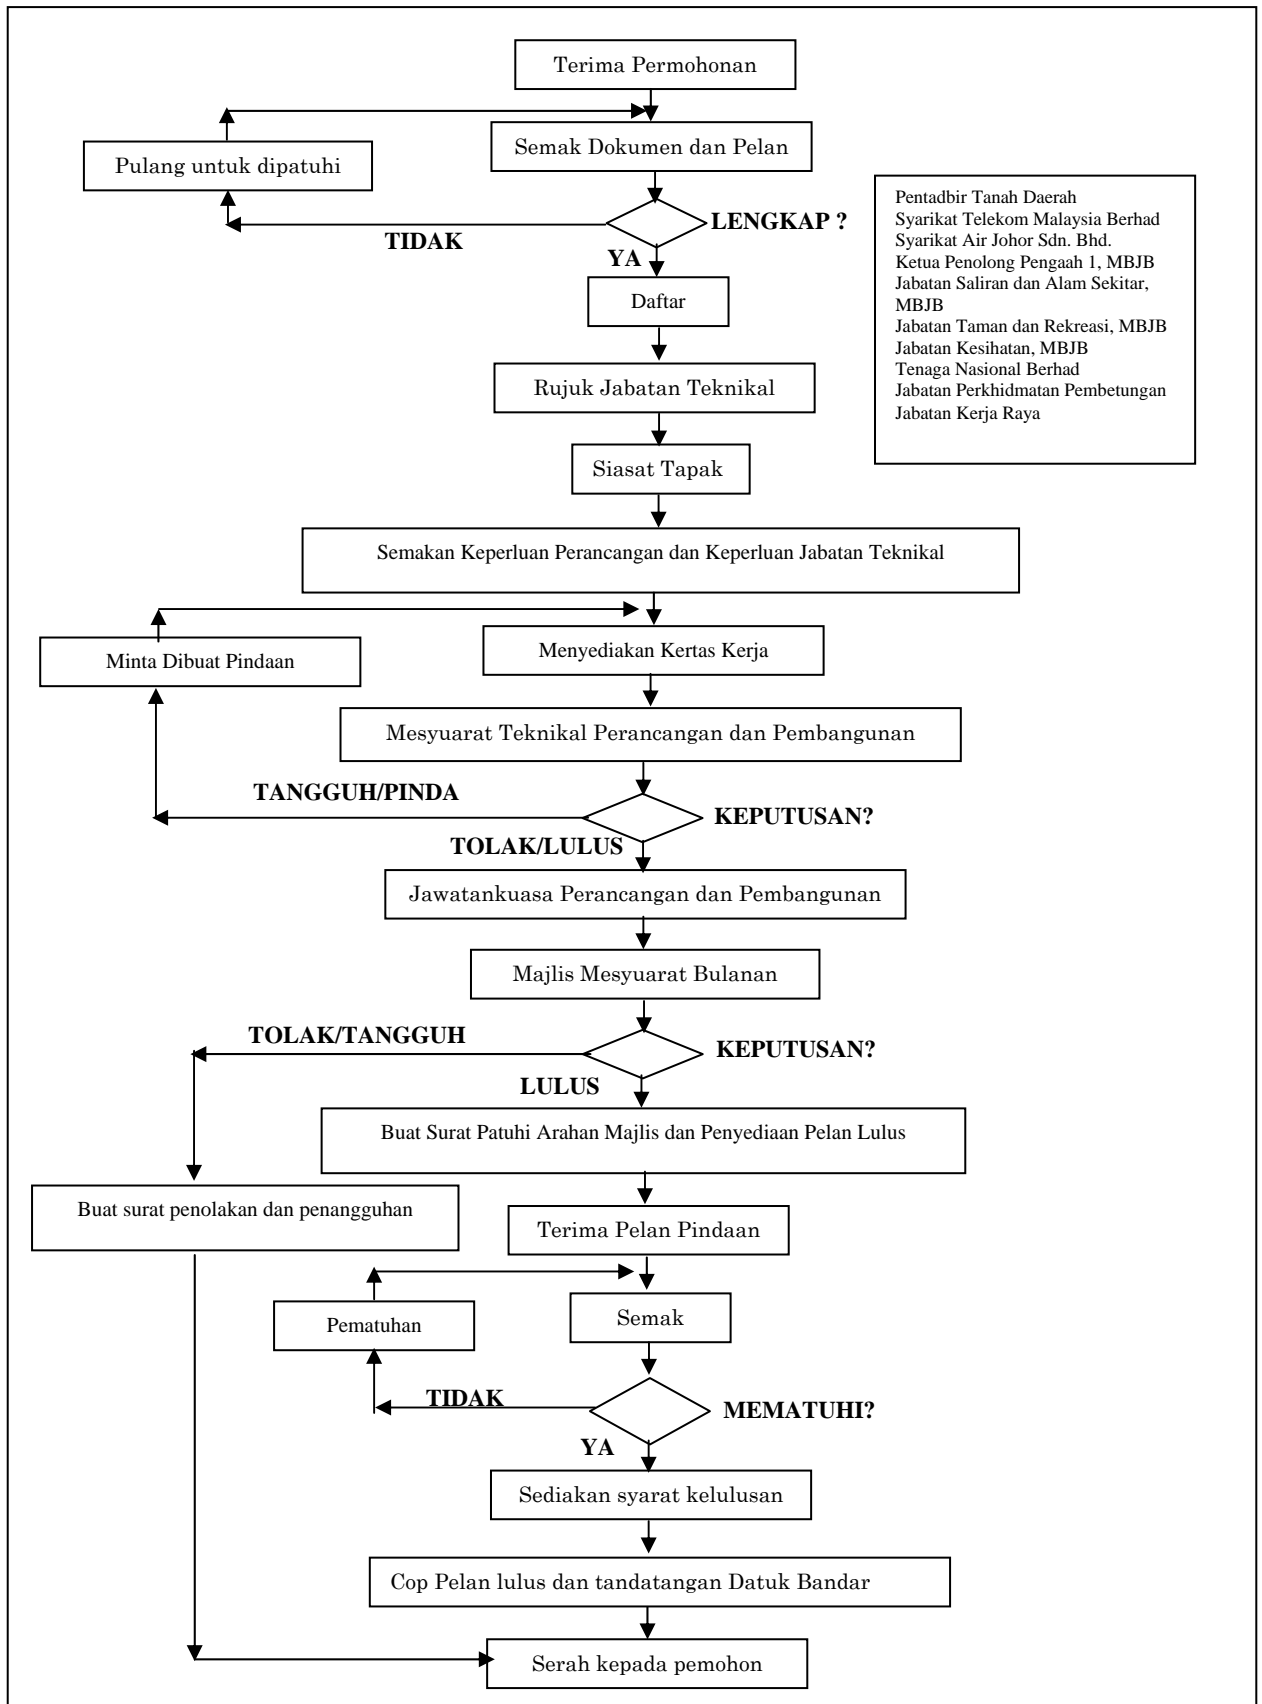 Terima Permohonan
Semak Dokumen dan Pelan
Pulang untuk dipatuhi
LENGKAP ?
TIDAK
YA
Daftar
Rujuk Jabatan Teknikal
Siasat Tapak
Pentadbir Tanah Daerah
Syarikat Telekom Malaysia Berhad
Syarikat Air Johor Sdn. Bhd.
Ketua Penolong Pengaah 1, MBJB
Jabatan Saliran dan Alam Sekitar,
MBJB
Jabatan Taman dan Rekreasi, MBJB
Jabatan Kesihatan, MBJB
Tenaga Nasional Berhad
Jabatan Perkhidmatan Pembetungan
Jabatan Kerja Raya
Semakan Keperluan Perancangan dan Keperluan Jabatan Teknikal
Menyediakan Kertas Kerja
Minta Dibuat Pindaan
Mesyuarat Teknikal Perancangan dan Pembangunan
TANGGUH/PINDA
KEPUTUSAN?
TOLAK/LULUS
Jawatankuasa Perancangan dan Pembangunan
Majlis Mesyuarat Bulanan
TOLAK/TANGGUH
KEPUTUSAN?
LULUS
Buat Surat Patuhi Arahan Majlis dan Penyediaan Pelan Lulus
Buat surat penolakan dan penangguhan
Terima Pelan Pindaan
Semak
Pematuhan
TIDAK
MEMATUHI?
YA
Sediakan syarat kelulusan
Cop Pelan lulus dan tandatangan Datuk Bandar
Serah kepada pemohon